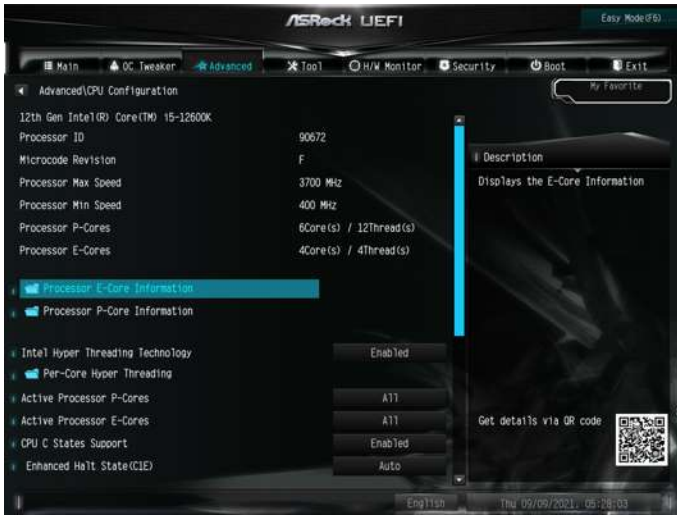 ASRock UEFI
Easy Mode(F6)
Main
OC Tweaker
Advanced
Tool
H/W Monitor
Security
Boot
Exit
Advanced\CPU Configuration
My Favorite
12th Gen Intel(R) Core(TM) i5-12600K
Processor ID 90672
Microcode Revision F
Processor Max Speed 3700 MHz
Processor Min Speed 400 MHz
Processor P-Cores 6Core(s) / 12Thread(s)
Processor E-Cores 4Core(s) / 4Thread(s)
Processor E-Core Information
Processor P-Core Information
Intel Hyper Threading Technology Enabled
Per-Core Hyper Threading
Active Processor P-Cores All
Active Processor E-Cores All
CPU C States Support Enabled
Enhanced Halt State(C1E) Auto
Description
Displays the E-Core Information
Get details via QR code
English
Thu 09/09/2021, 05:28:03